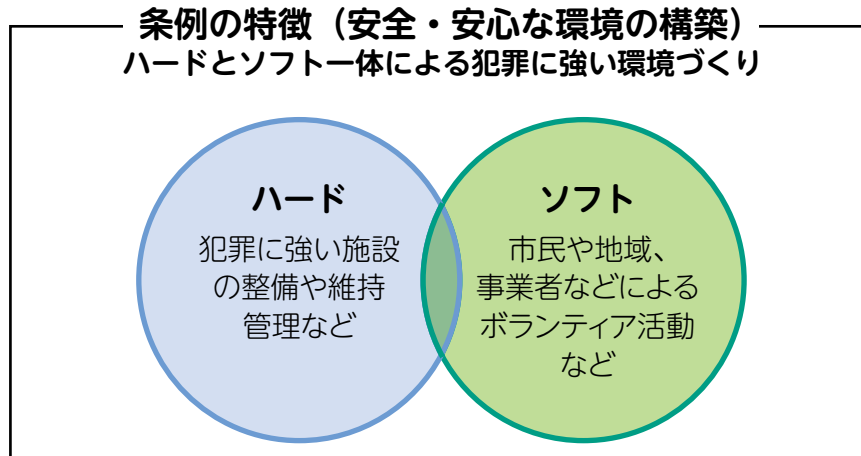 条例の特徴（安全・安心な環境の構築）
ハードとソフト一体による犯罪に強い環境づくり
ハード
犯罪に強い施設
の整備や維持
管理など
ソフト
市民や地域、
事業者などによる
ボランティア活動
など